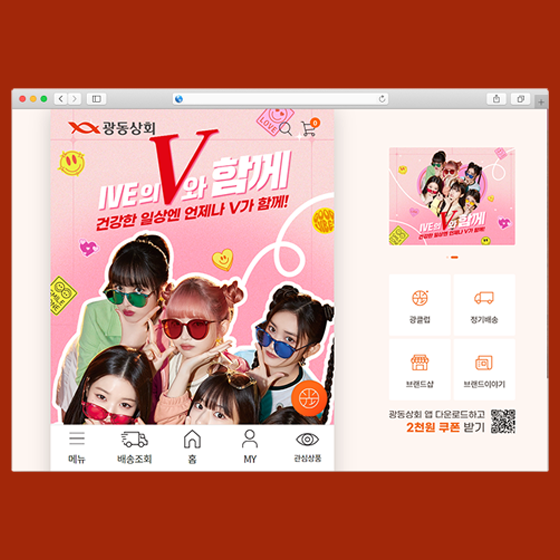 광동상회
0
LOVE
IVE의 V와 함께
건강한 일상엔 언제나 V가 함께!
메뉴
배송조회
홈
MY
관심상품
IVE의 V와 함께
건강한 일상엔 언제나 V가 함께!
광클럽
정기배송
브랜드샵
브랜드이야기
광동상회 앱 다운로드하고
2천원 쿠폰 받기